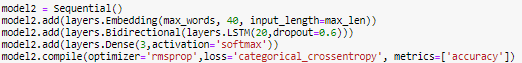 model2 = Sequential()
model2.add(layers.Embedding(max_words, 40, input_length=max_len))
model2.add(layers.Bidirectional(layers.LSTM(20,dropout=0.6)))
model2.add(layers.Dense(3,activation='softmax'))
model2.compile(optimizer='rmsprop',loss='categorical_crossentropy', metrics=['accuracy'])